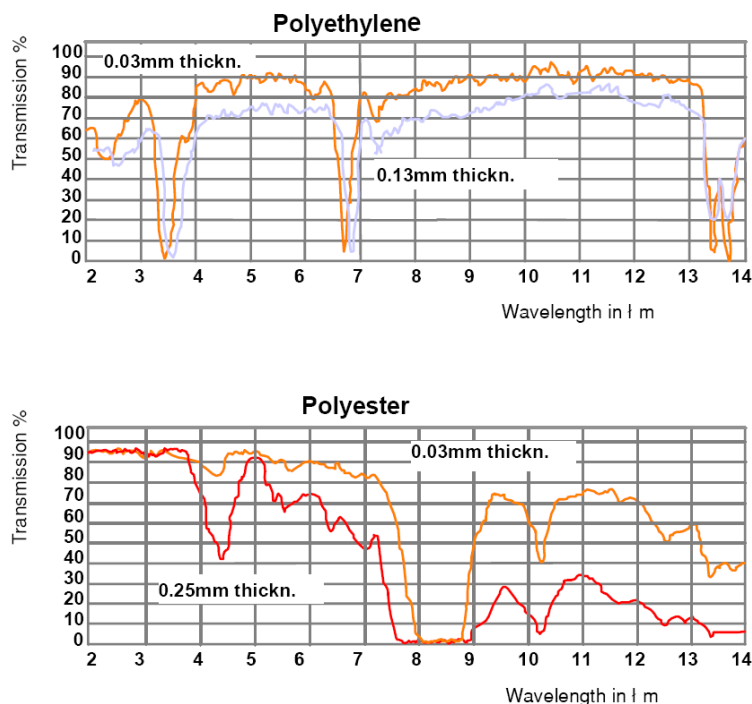 Polyethylene
Transmission %
100
90
80
70
60
50
40
30
20
10
0
0.03mm thickn.
0.13mm thickn.
2 3 4 5 6 7 8 9 10 11 12 13 14
Wavelength in ł m
Polyester
Transmission %
100
90
80
70
60
50
40
30
20
10
0
0.03mm thickn.
0.25mm thickn.
2 3 4 5 6 7 8 9 10 11 12 13 14
Wavelength in ł m